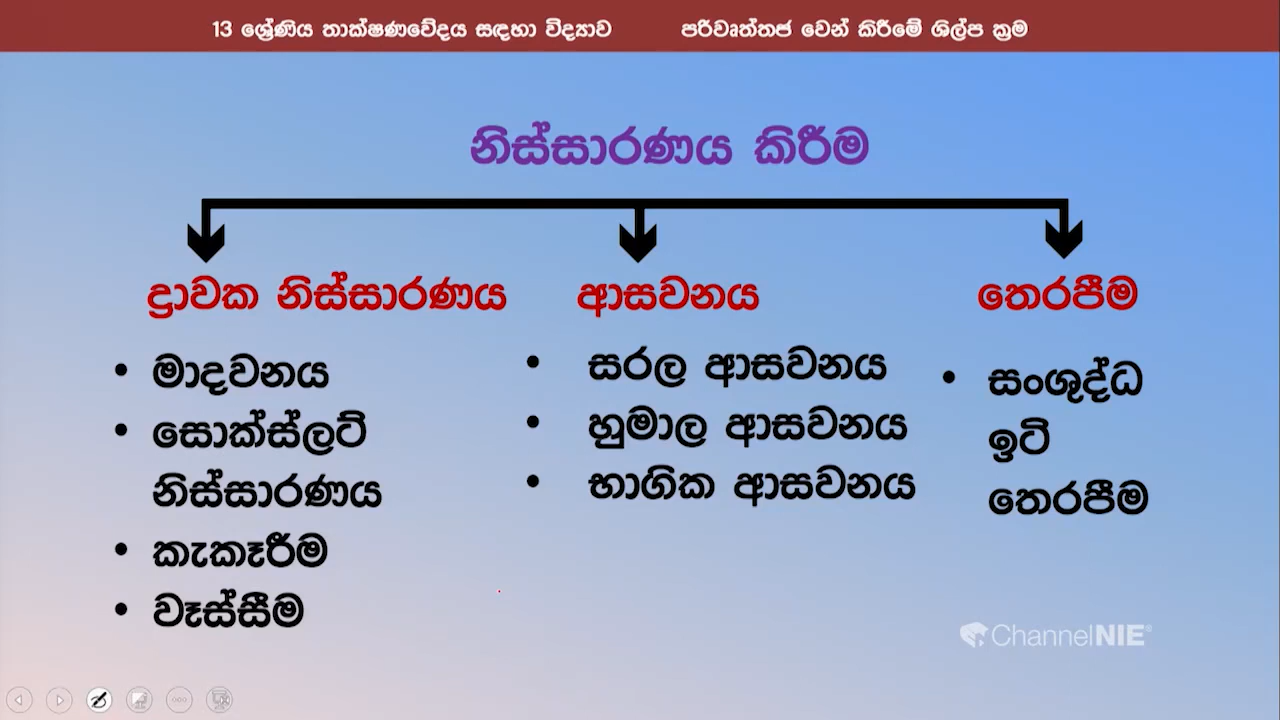 13 ශ්‍රේණිය තාක්ෂණවේදය සඳහා විද්‍යාව
පරිවෘත්තජ වෙන් කිරීමේ ශිල්ප ක්‍රම
නිස්සාරණය කිරීම
ද්‍රාවක නිස්සාරණය
මාදවනය
සොක්ස්ලට්
නිස්සාරණය
කැකෑරීම
වෑස්සීම
ආසවනය
සරල ආසවනය
හුමාල ආසවනය
භාගික ආසවනය
තෙරපීම
සංශුද්ධ
ඉටි
තෙරපීම
ChannelNIE